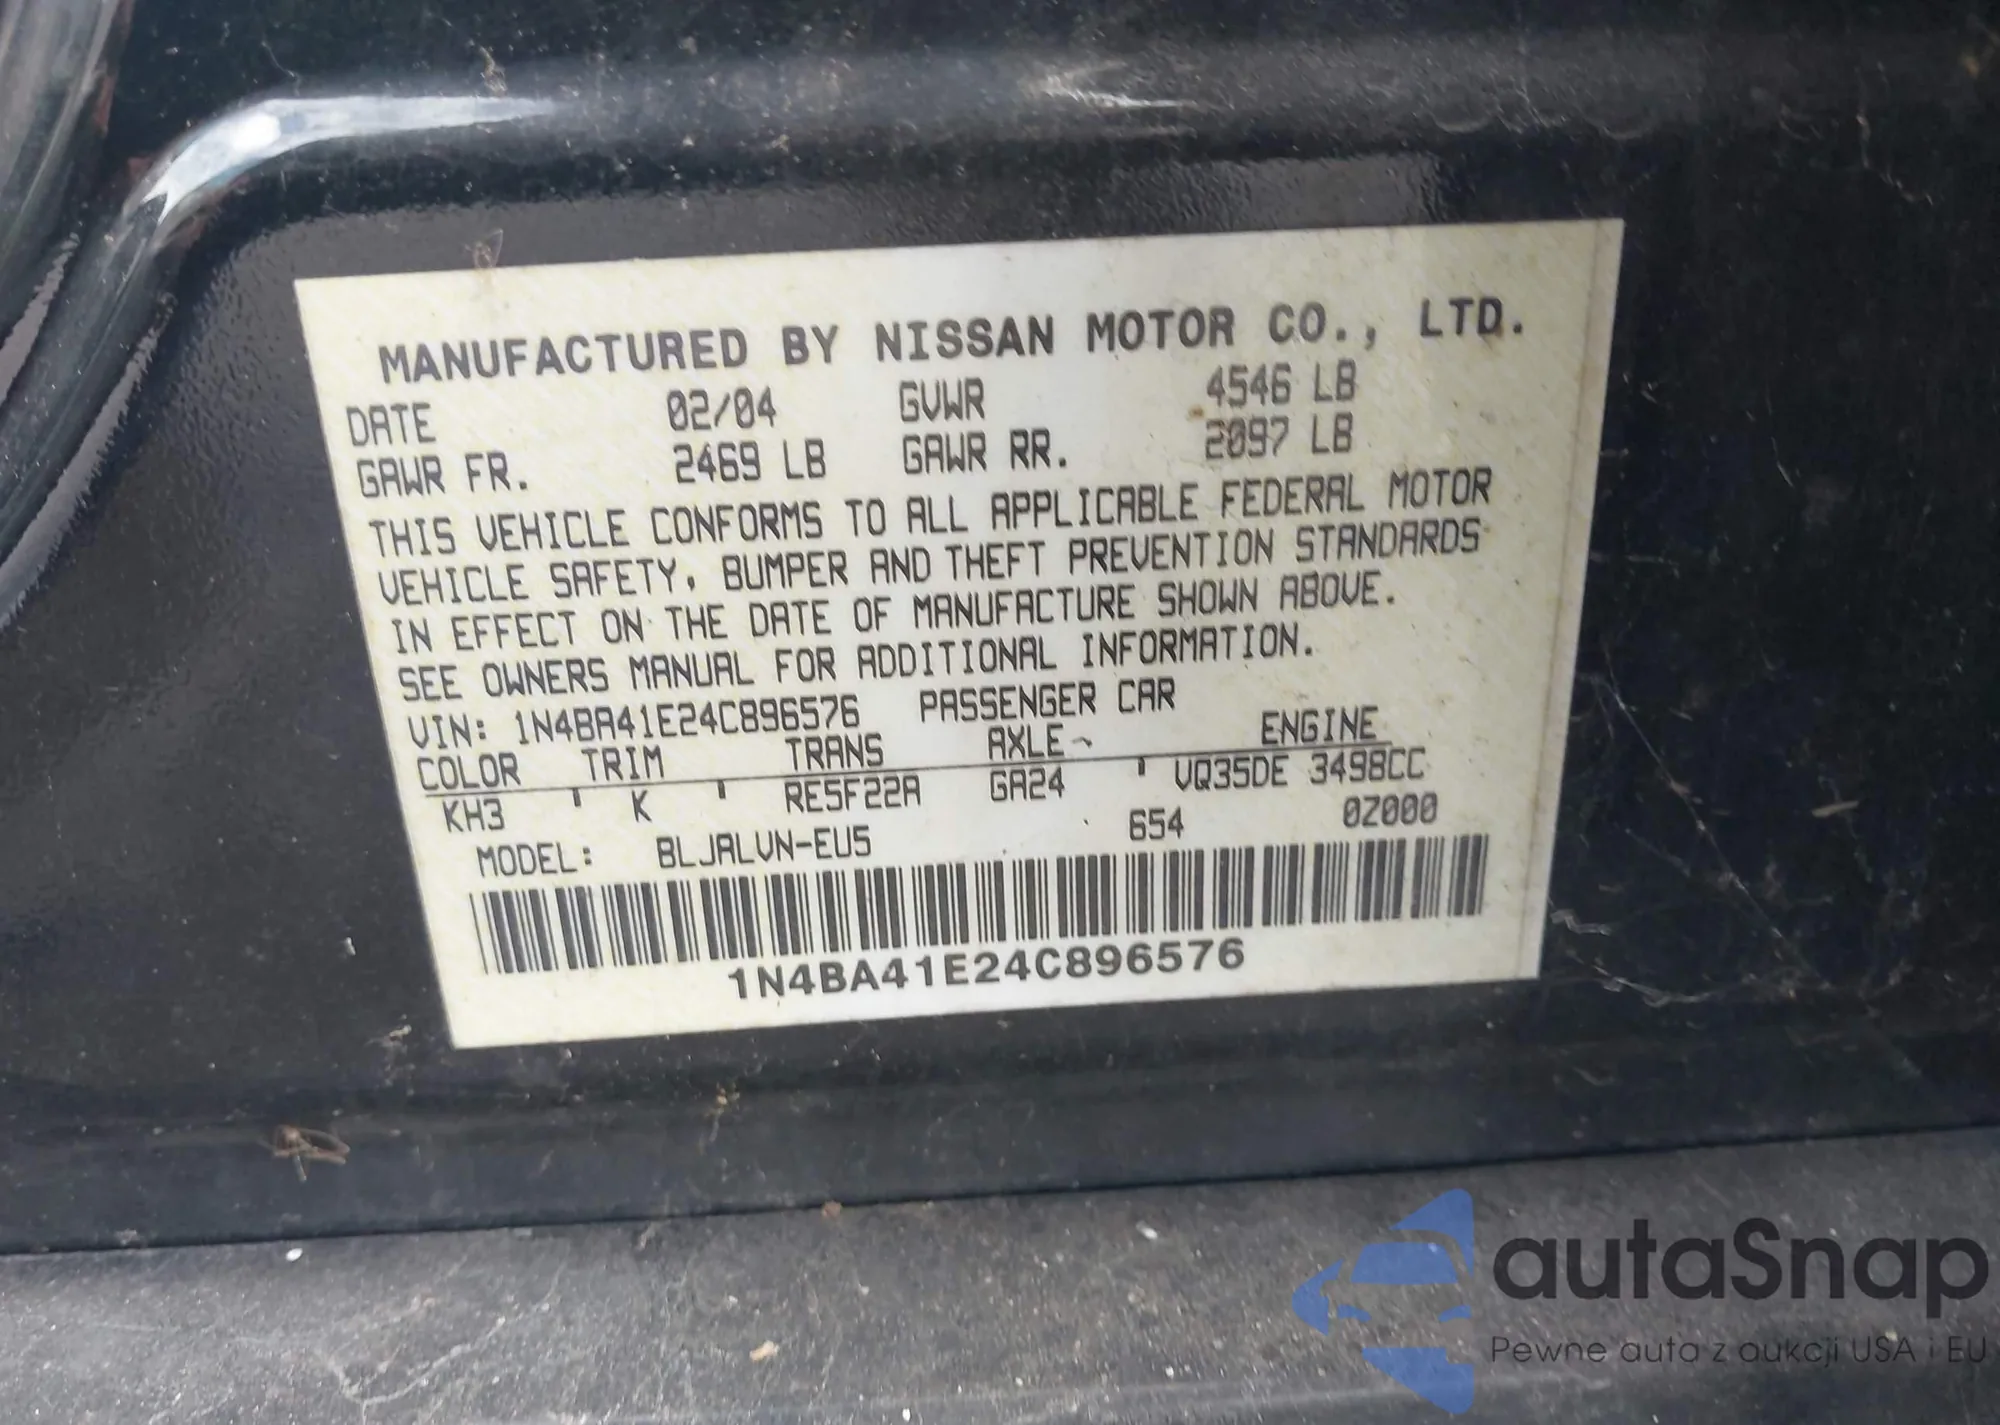 MANUFACTURED BY NISSAN MOTOR CO., LTD.
DATE 02/04 GVWR 4546 LB
GAWR FR. 2469 LB GAWR RR. 2097 LB
THIS VEHICLE CONFORMS TO ALL APPLICABLE FEDERAL MOTOR
VEHICLE SAFETY, BUMPER AND THEFT PREVENTION STANDARDS
IN EFFECT ON THE DATE OF MANUFACTURE SHOWN ABOVE.
SEE OWNERS MANUAL FOR ADDITIONAL INFORMATION.
VIN: 1N4BA41E24C896576 PASSENGER CAR
COLOR TRIM TRANS AXLE ENGINE
KH3 K RE5F22A GA24 VQ35DE 3498CC
MODEL: BLJALVN-EU5 654 0Z000
1N4BA41E24C896576
autaSnap
Pewne auta z aukcji USA i EU